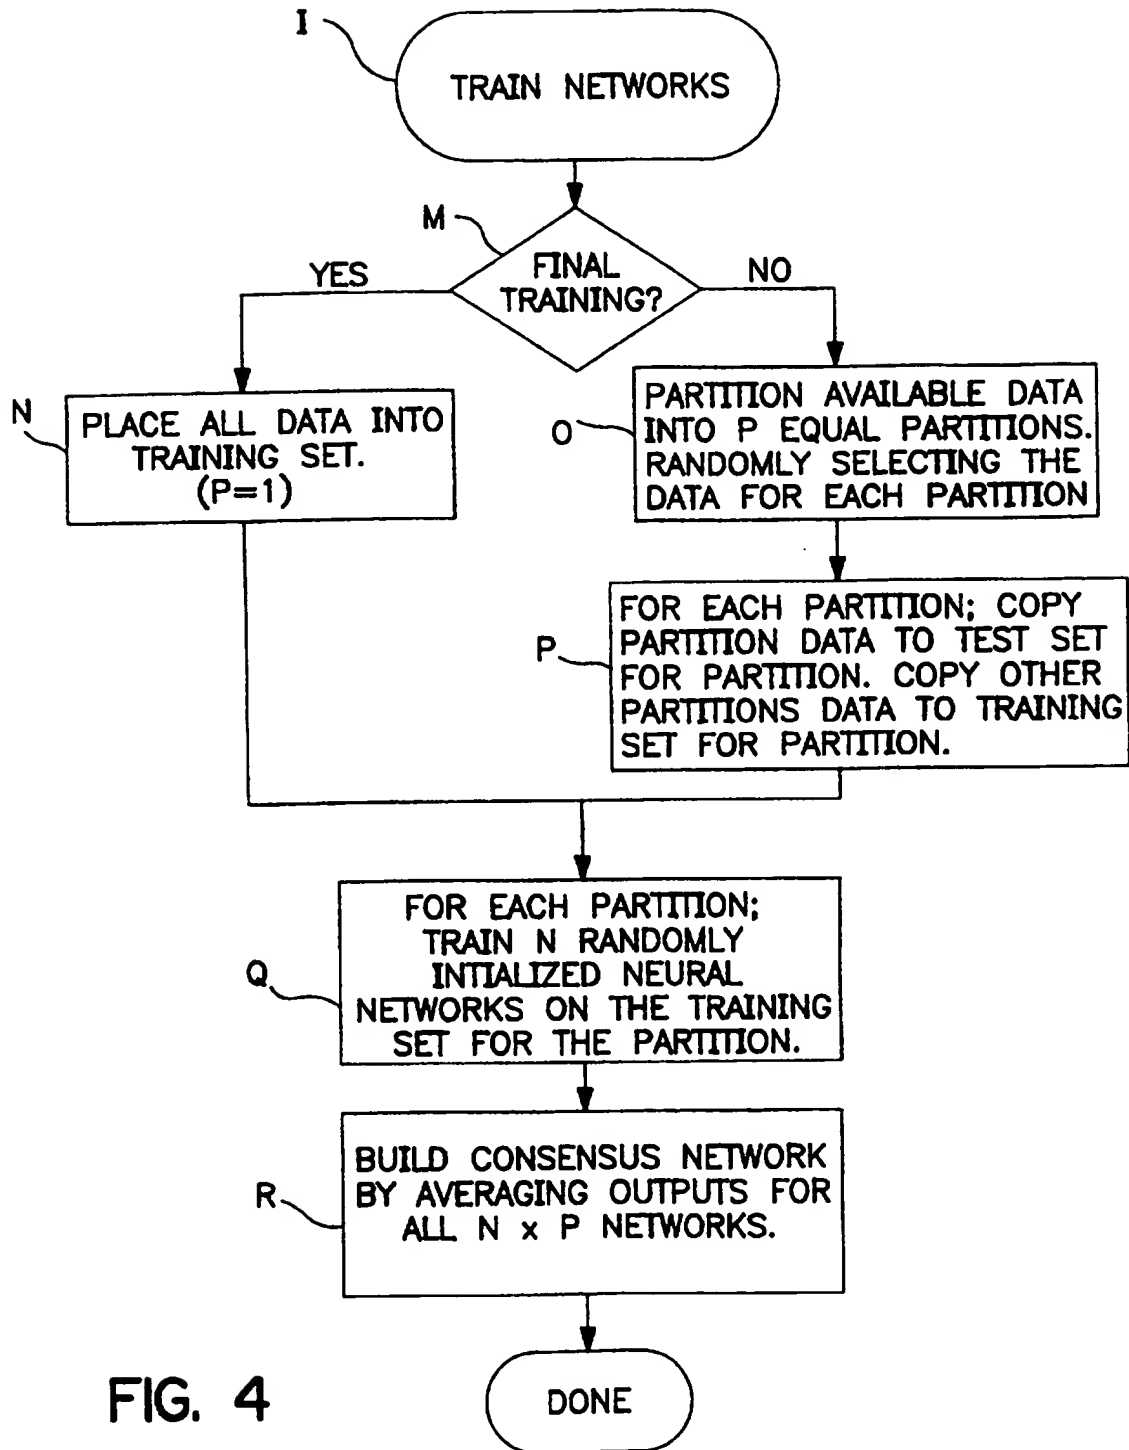 I
TRAIN NETWORKS
M
FINAL
TRAINING?
YES
NO
N
PLACE ALL DATA INTO
TRAINING SET.
(P=1)
O
PARTITION AVAILABLE DATA
INTO P EQUAL PARTITIONS.
RANDOMLY SELECTING THE
DATA FOR EACH PARTITION
P
FOR EACH PARTITION; COPY
PARTITION DATA TO TEST SET
FOR PARTITION. COPY OTHER
PARTITIONS DATA TO TRAINING
SET FOR PARTITION.
Q
FOR EACH PARTITION;
TRAIN N RANDOMLY
INTIALIZED NEURAL
NETWORKS ON THE TRAINING
SET FOR THE PARTITION.
R
BUILD CONSENSUS NETWORK
BY AVERAGING OUTPUTS FOR
ALL N x P NETWORKS.
DONE
FIG. 4